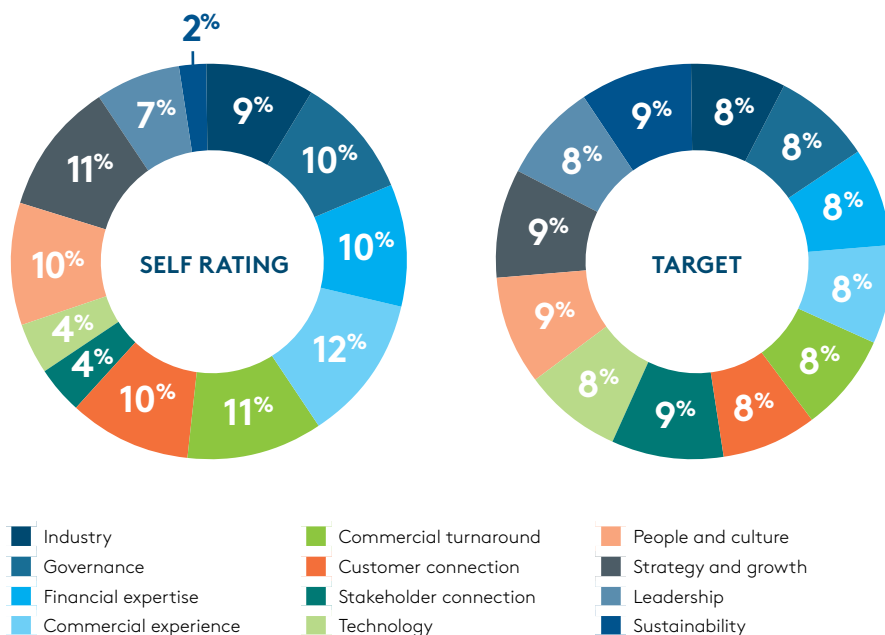 2%
9%
10%
10%
12%
11%
10%
4%
4%
10%
11%
7%
SELF RATING
8%
8%
8%
8%
8%
8%
9%
8%
9%
9%
8%
9%
TARGET
Industry
Governance
Financial expertise
Commercial experience
Commercial turnaround
Customer connection
Stakeholder connection
Technology
People and culture
Strategy and growth
Leadership
Sustainability